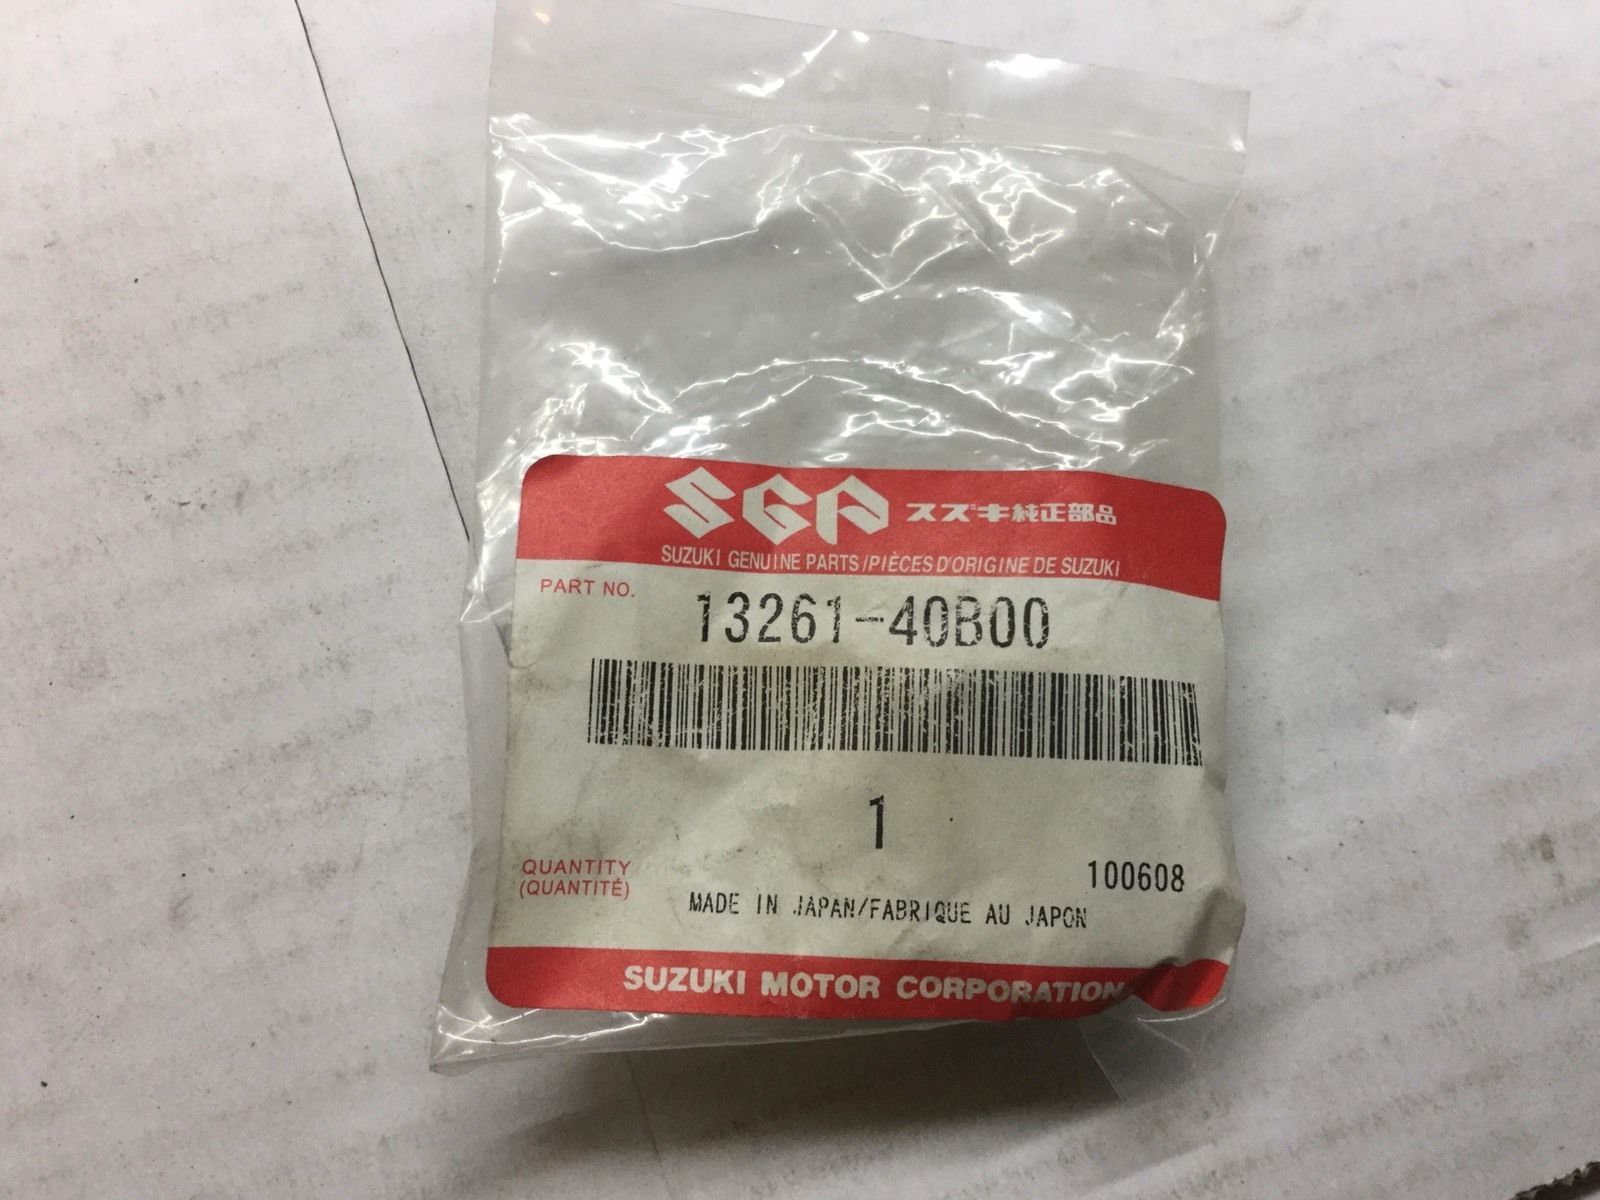 SGP スズキ純正部品
SUZUKI GENUINE PARTS/PIÈCES D'ORIGINE DE SUZUKI
PART NO. 13261-40B00
1
QUANTITY
(QUANTITÉ)
100608
MADE IN JAPAN/FABRIQUE AU JAPON
SUZUKI MOTOR CORPORATION